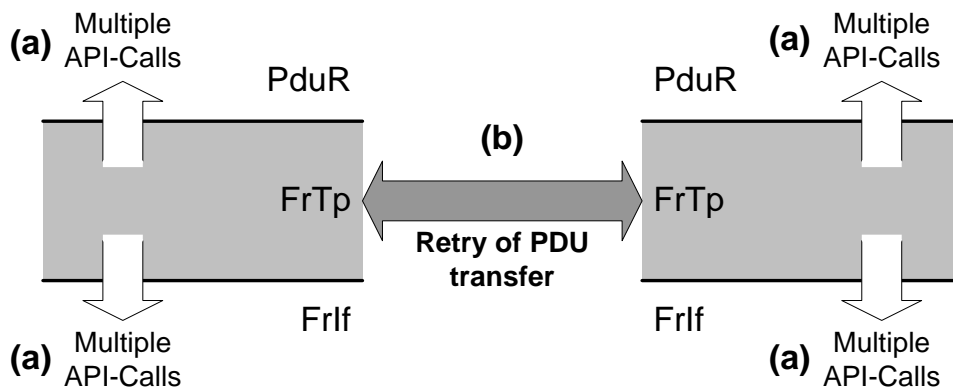 (a) Multiple
API-Calls
(a) Multiple
API-Calls
PduR
PduR
(b)
FrTp
FrTp
Retry of PDU
transfer
FrIf
FrIf
(a) Multiple
API-Calls
(a) Multiple
API-Calls